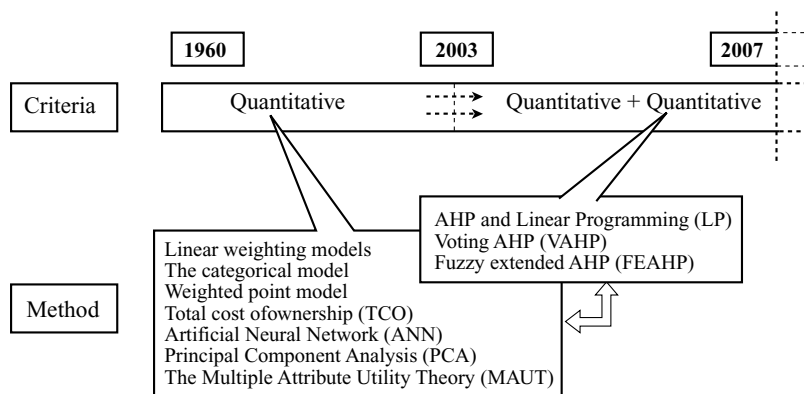 1960
2003
2007
Criteria
Quantitative
Quantitative + Quantitative
AHP and Linear Programming (LP)
Voting AHP (VAHP)
Fuzzy extended AHP (FEAHP)
Method
Linear weighting models
The categorical model
Weighted point model
Total cost ofownership (TCO)
Artificial Neural Network (ANN)
Principal Component Analysis (PCA)
The Multiple Attribute Utility Theory (MAUT)